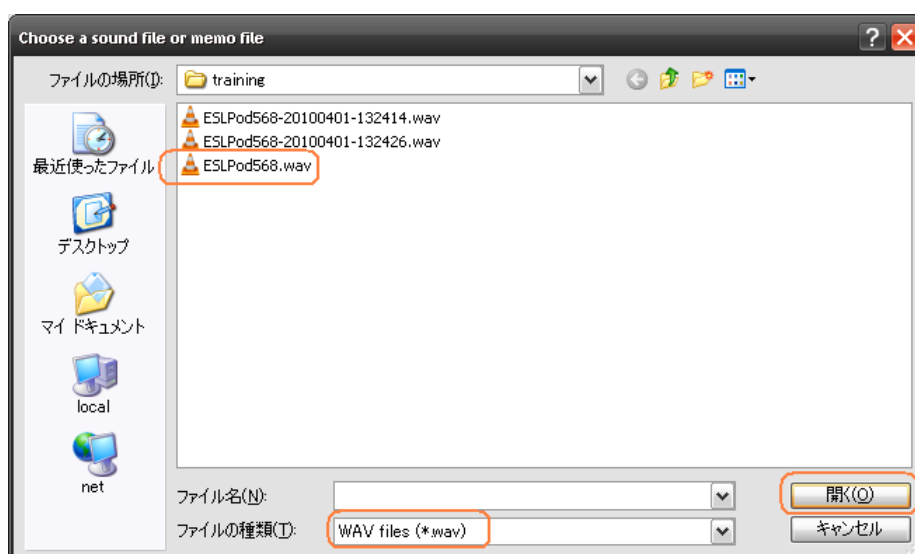 Choose a sound file or memo file
ファイルの場所(I):
training
最近使ったファイル
デスクトップ
マイ ドキュメント
local
net
ESLPod568-20100401-132414.wav
ESLPod568-20100401-132426.wav
ESLPod568.wav
ファイル名(N):
開く(O)
ファイルの種類(T):
WAV files (*.wav)
キャンセル